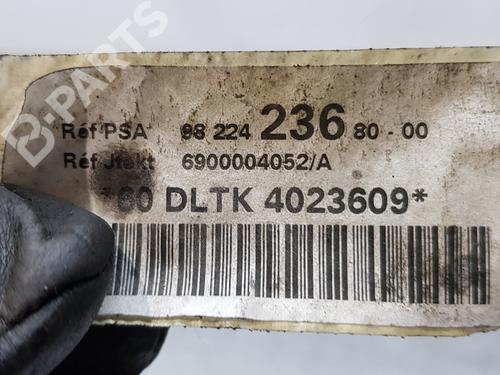 B-PARTS
Réf PSA 98 224 236 80 - 00
Réf Jtekt 6900004052/A
*60 DLTK 4023609*